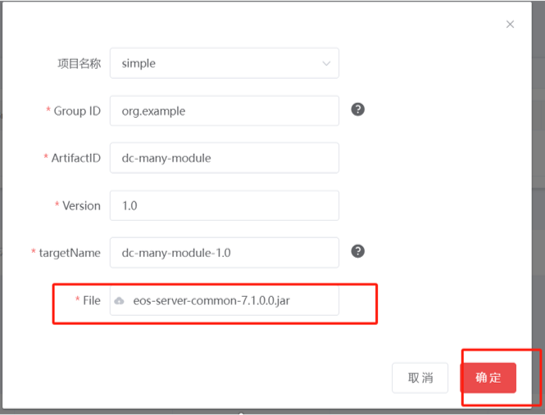 项目名称 simple
* Group ID org.example
* ArtifactID dc-many-module
* Version 1.0
* targetName dc-many-module-1.0
* File eos-server-common-7.1.0.0.jar
取消 确定